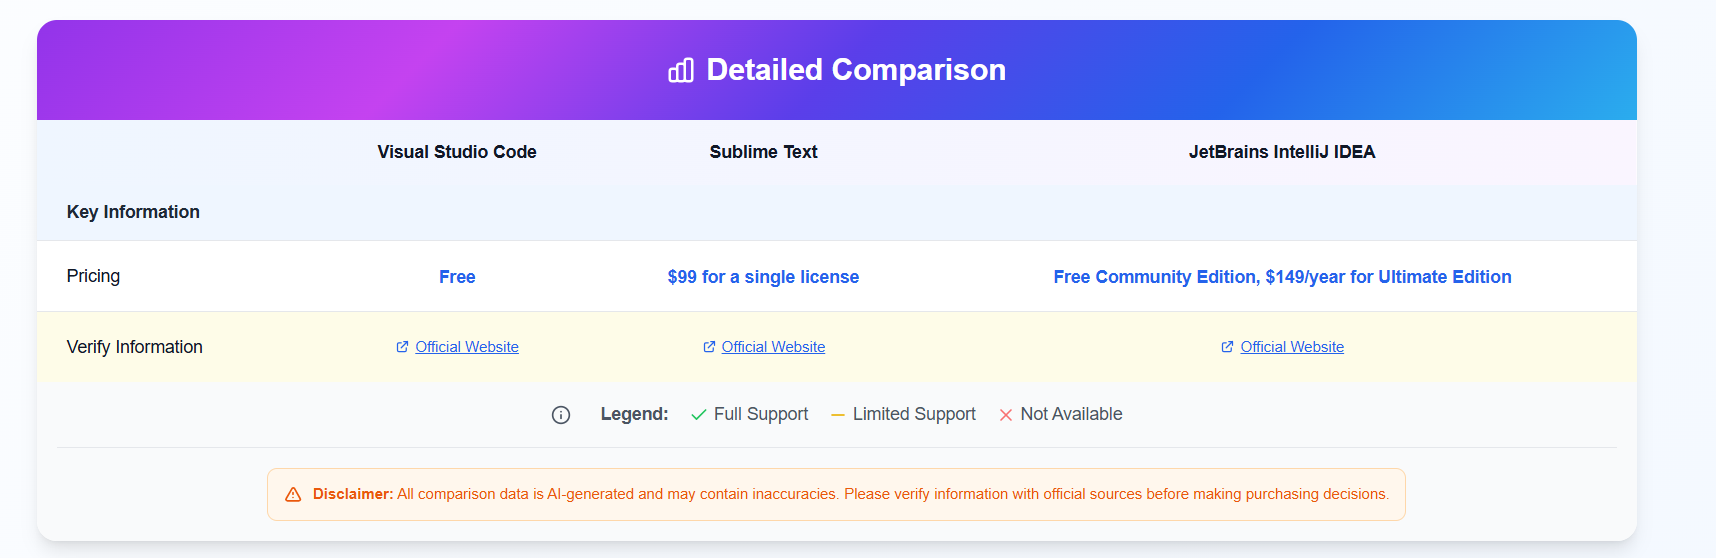 Detailed Comparison
Visual Studio Code Sublime Text JetBrains IntelliJ IDEA
Key Information
Pricing Free $99 for a single license Free Community Edition, $149/year for Ultimate Edition
Verify Information Official Website Official Website Official Website
Legend: Full Support Limited Support Not Available
Disclaimer: All comparison data is AI-generated and may contain inaccuracies. Please verify information with official sources before making purchasing decisions.